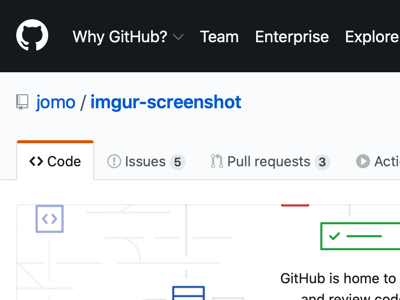 Why GitHub? Team Enterprise Explore
jomo / imgur-screenshot
Code Issues 5 Pull requests 3 Acti
GitHub is home to
and review code